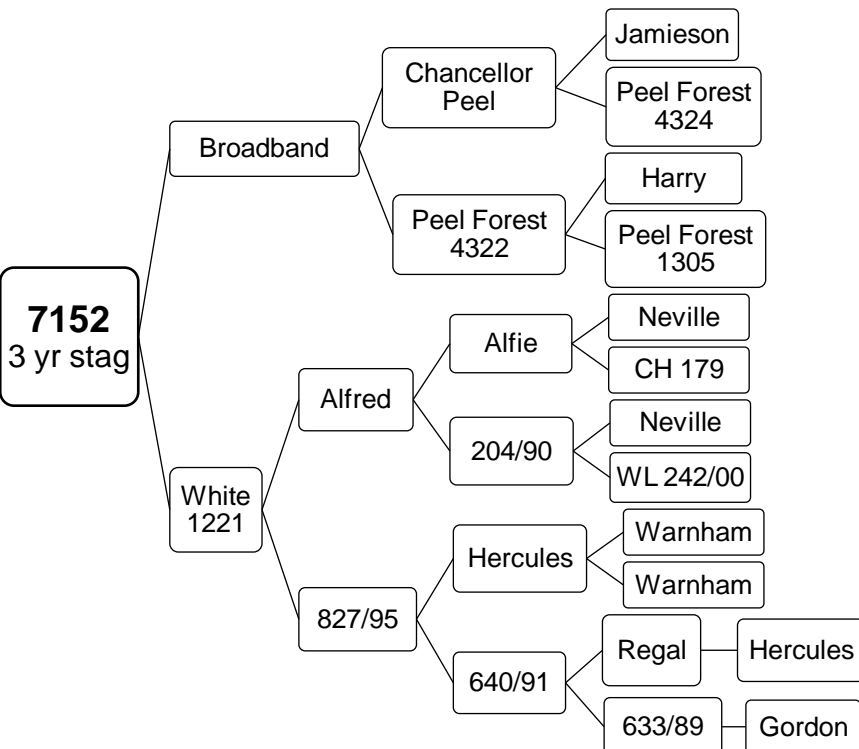 Jamieson
Chancellor
Peel
Peel Forest
4324
Broadband
Harry
Peel Forest
4322
Peel Forest
1305
7152
3 yr stag
Neville
Alfie
CH 179
Alfred
Neville
204/90
WL 242/00
White
1221
Warnham
Hercules
Warnham
827/95
Regal
Hercules
640/91
633/89
Gordon